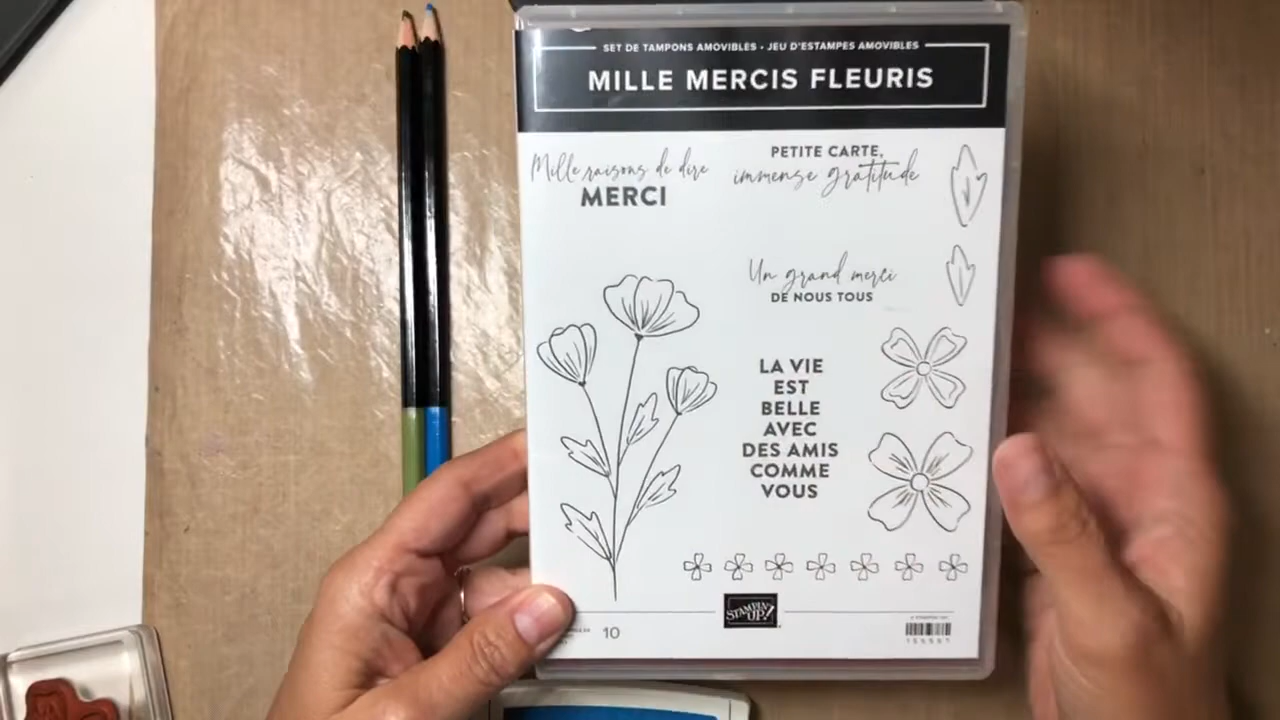 SET DE TAMPONS AMOVIBLES • JEU D'ESTAMPES AMOVIBLES
MILLE MERCIS FLEURIS
Mille raisons de dire
MERCI
PETITE CARTE,
immense gratitude
Un grand merci
DE NOUS TOUS
LA VIE
EST
BELLE
AVEC
DES AMIS
COMME
VOUS
STAMPIN' UP!
10